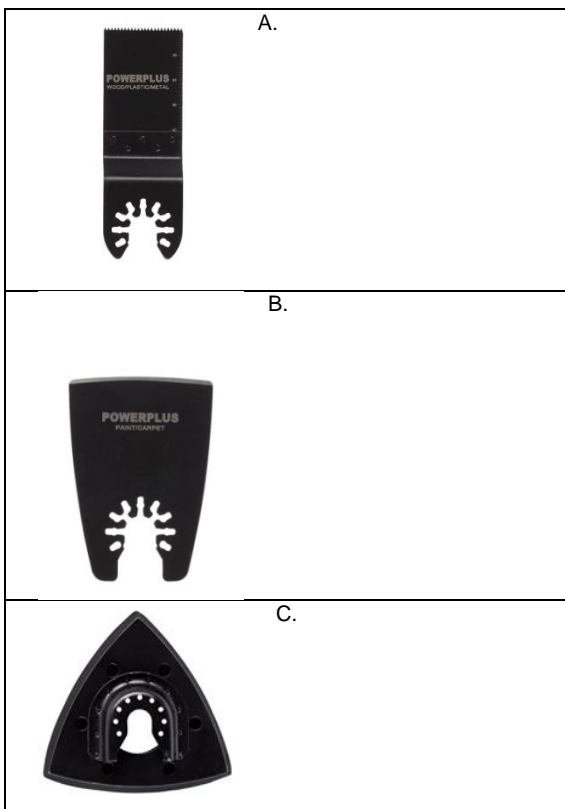 A.
POWERPLUS
WOOD/PLASTIC/METAL
B.
POWERPLUS
PAINT/CARPET
C.